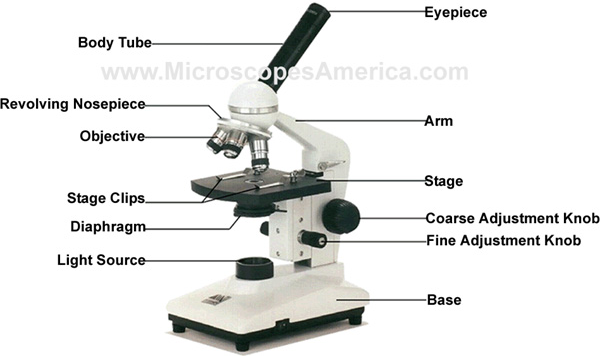 Eyepiece
Body Tube
www.MicroscopesAmerica.com
Revolving Nosepiece
Arm
Objective
Stage
Stage Clips
Coarse Adjustment Knob
Diaphragm
Fine Adjustment Knob
Light Source
Base